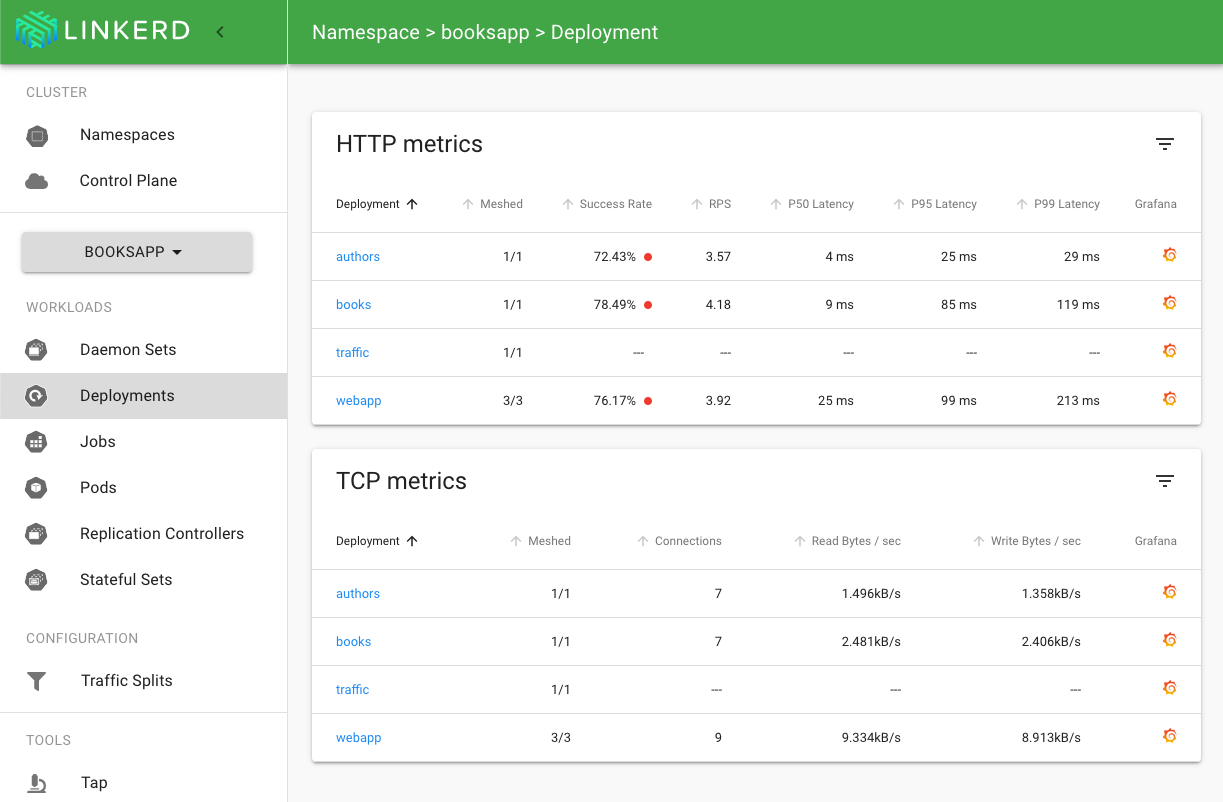 LINKERD
Namespace > booksapp > Deployment
CLUSTER
Namespaces
Control Plane
BOOKSAPP
WORKLOADS
Daemon Sets
Deployments
Jobs
Pods
Replication Controllers
Stateful Sets
CONFIGURATION
Traffic Splits
TOOLS
Tap
HTTP metrics
Deployment Meshed Success Rate RPS P50 Latency P95 Latency P99 Latency Grafana
authors 1/1 72.43% 3.57 4 ms 25 ms 29 ms
books 1/1 78.49% 4.18 9 ms 85 ms 119 ms
traffic 1/1 --- --- --- --- ---
webapp 3/3 76.17% 3.92 25 ms 99 ms 213 ms
TCP metrics
Deployment Meshed Connections Read Bytes / sec Write Bytes / sec Grafana
authors 1/1 7 1.496kB/s 1.358kB/s
books 1/1 7 2.481kB/s 2.406kB/s
traffic 1/1 --- --- ---
webapp 3/3 9 9.334kB/s 8.913kB/s